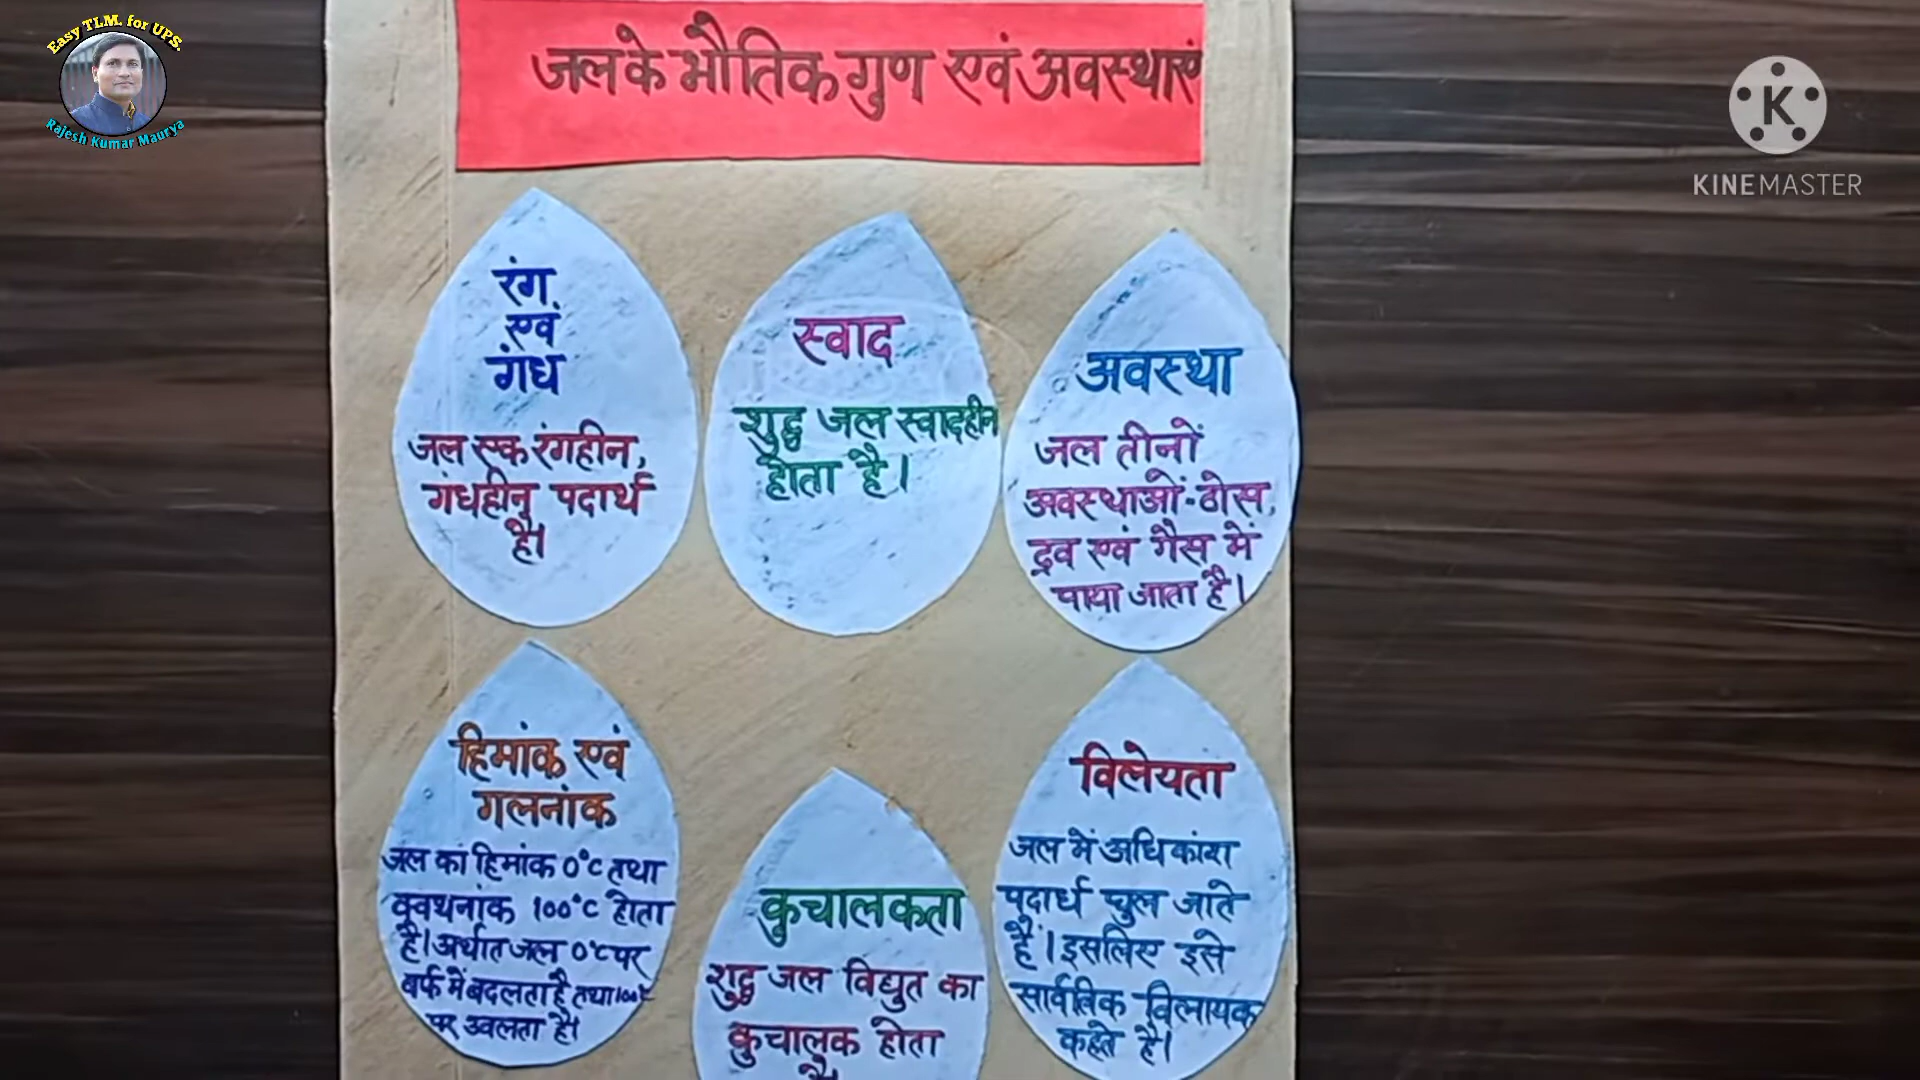 Easy TLM. for UPS.
Rajesh Kumar Maurya
KINEMASTER
जल के भौतिक गुण एवं अवस्थाएं
रंग
एवं
गंध
जल एक रंगहीन,
गंधहीन पदार्थ
है।
स्वाद
शुद्ध जल स्वादहीन
होता है।
अवस्था
जल तीनों
अवस्थाओं-ठोस,
द्रव एवं गैस में
पाया जाता है।
हिमांक एवं
गलनांक
जल का हिमांक 0°C तथा
क्वथनांक 100°C होता
है। अर्थात जल 0°C पर
बर्फ में बदलता है तथा 100°C
पर उबलता है।
कुचालकता
शुद्ध जल विद्युत का
कुचालक होता
है।
विलेयता
जल में अधिकांश
पदार्थ घुल जाते
हैं। इसलिए इसे
सार्वत्रिक विलायक
कहते है।